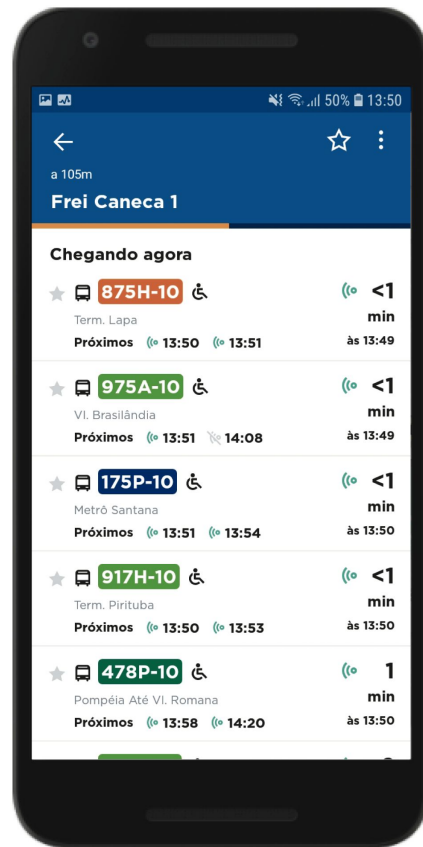 50% 13:50
a 105m
Frei Caneca 1
Chegando agora
875H-10 <1
Term. Lapa min
Próximos 13:50 13:51 às 13:49
975A-10 <1
Vl. Brasilândia min
Próximos 13:51 14:08 às 13:49
175P-10 <1
Metrô Santana min
Próximos 13:51 13:54 às 13:50
917H-10 <1
Term. Pirituba min
Próximos 13:50 13:53 às 13:50
478P-10 1
Pompéia Até Vl. Romana min
Próximos 13:58 14:20 às 13:50